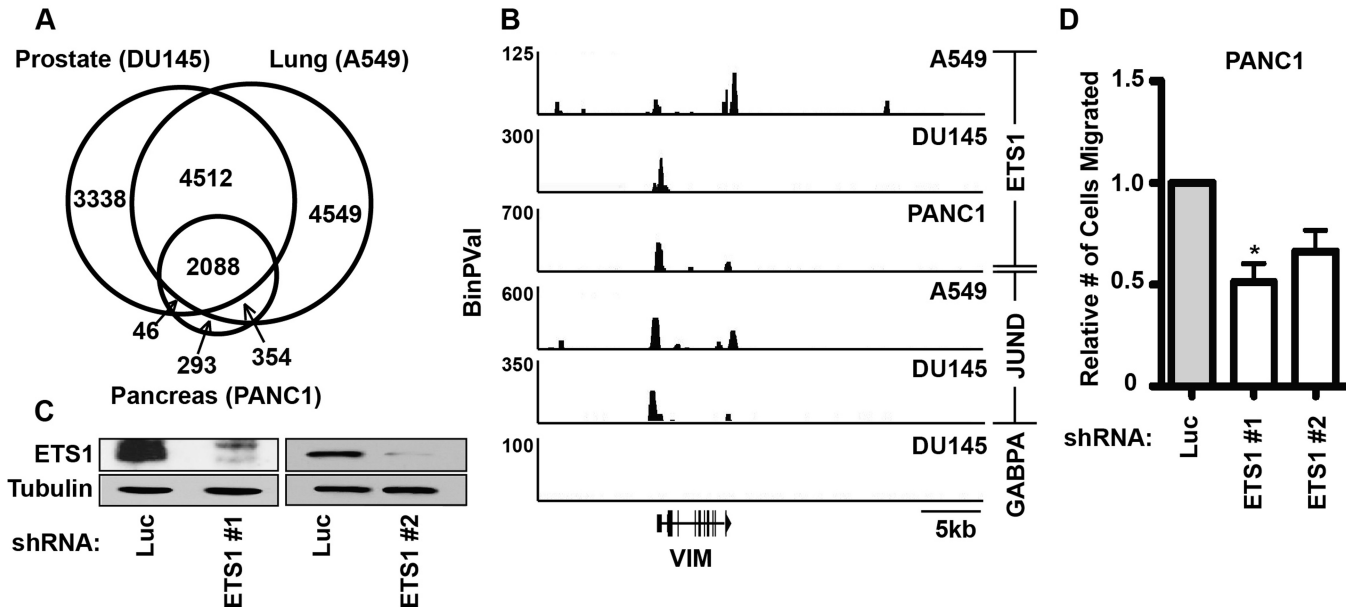 A
Prostate (DU145)
Lung (A549)
3338
4512
4549
2088
46
293
354
Pancreas (PANC1)
B
BinPVal
125
A549
300
DU145
700
PANC1
600
A549
350
DU145
100
DU145
ETS1
JUND
GABPA
5kb
VIM
C
ETS1
Tubulin
shRNA:
Luc
ETS1 #1
Luc
ETS1 #2
D
PANC1
Relative # of Cells Migrated
1.5
1.0
0.5
0
*
shRNA:
Luc
ETS1 #1
ETS1 #2